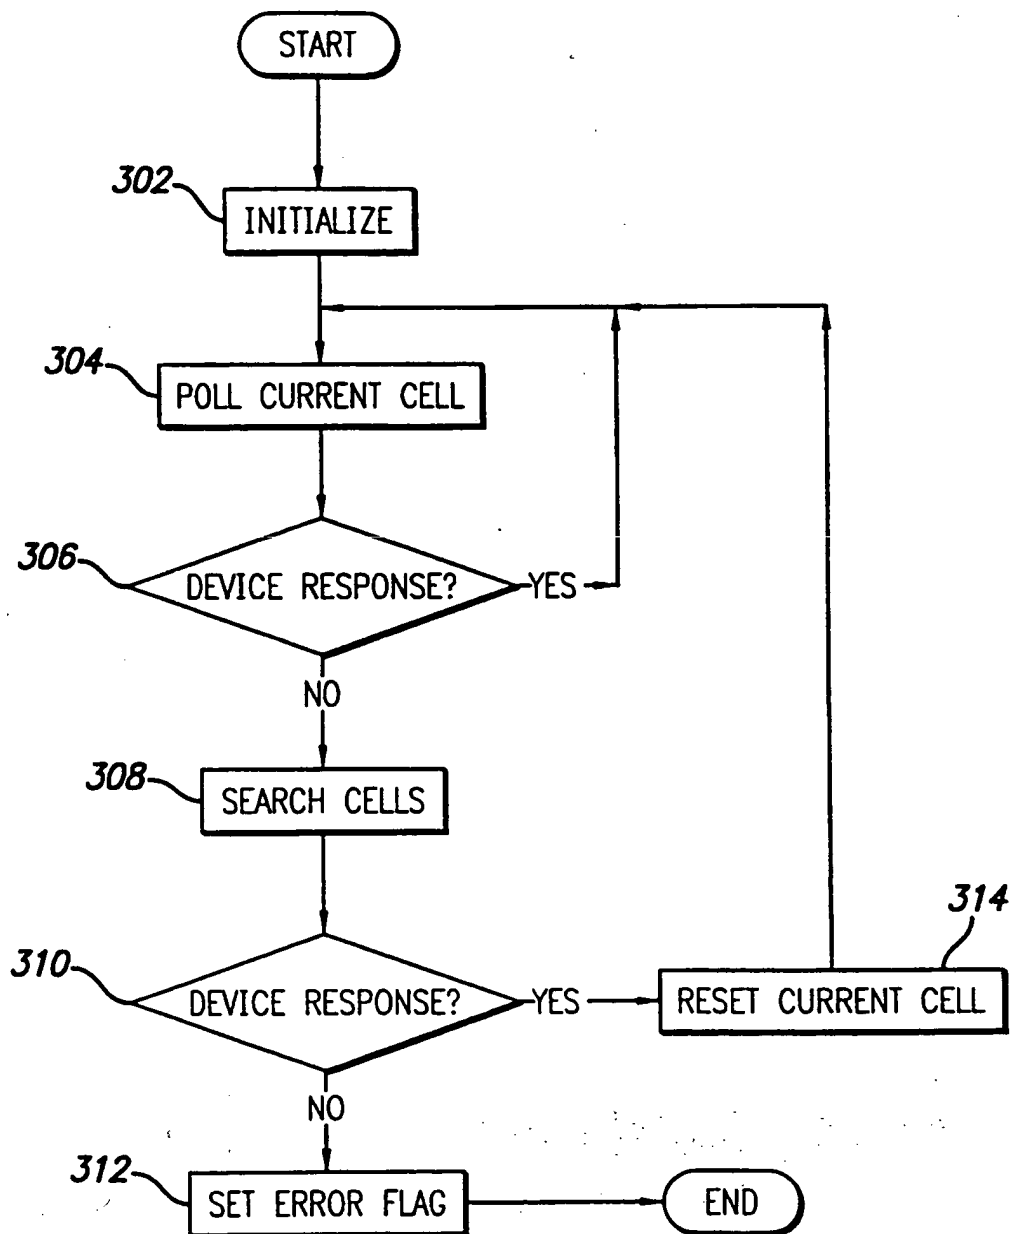 START
302
INITIALIZE
304
POLL CURRENT CELL
306
DEVICE RESPONSE?
YES
NO
308
SEARCH CELLS
314
310
DEVICE RESPONSE?
YES
RESET CURRENT CELL
NO
312
SET ERROR FLAG
END